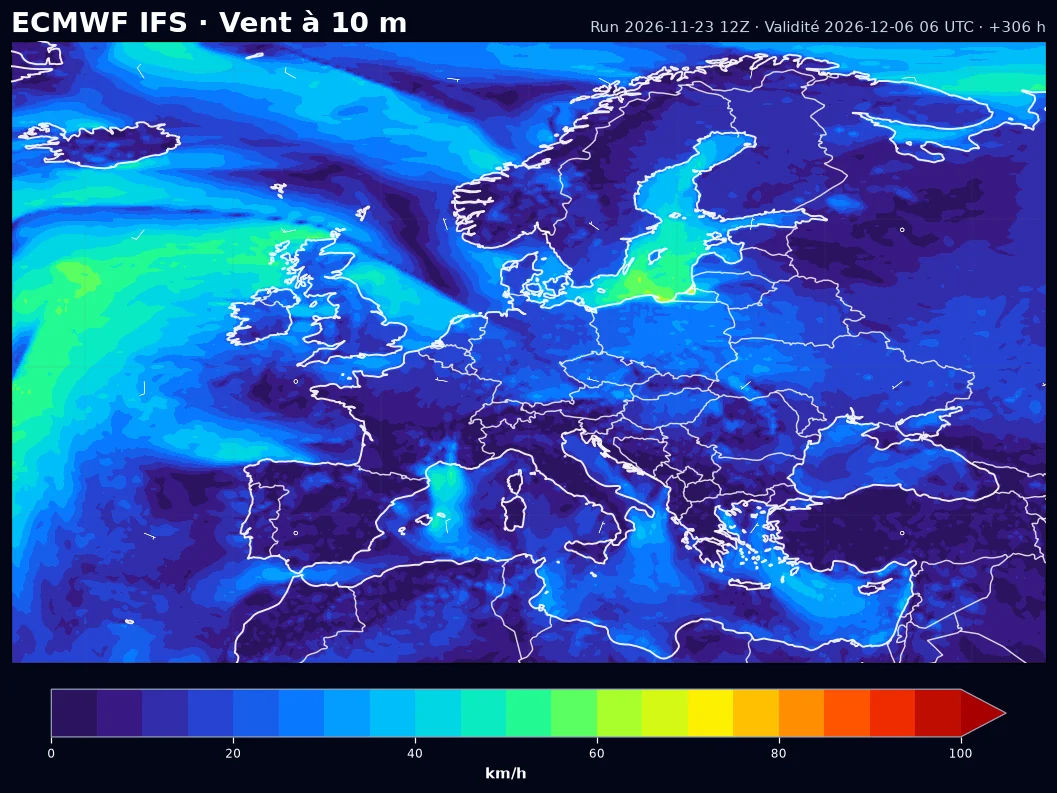 ECMWF IFS · Vent à 10 m
Run 2026-11-23 12Z · Validité 2026-12-06 06 UTC · +306 h
0 20 40 60 80 100
km/h